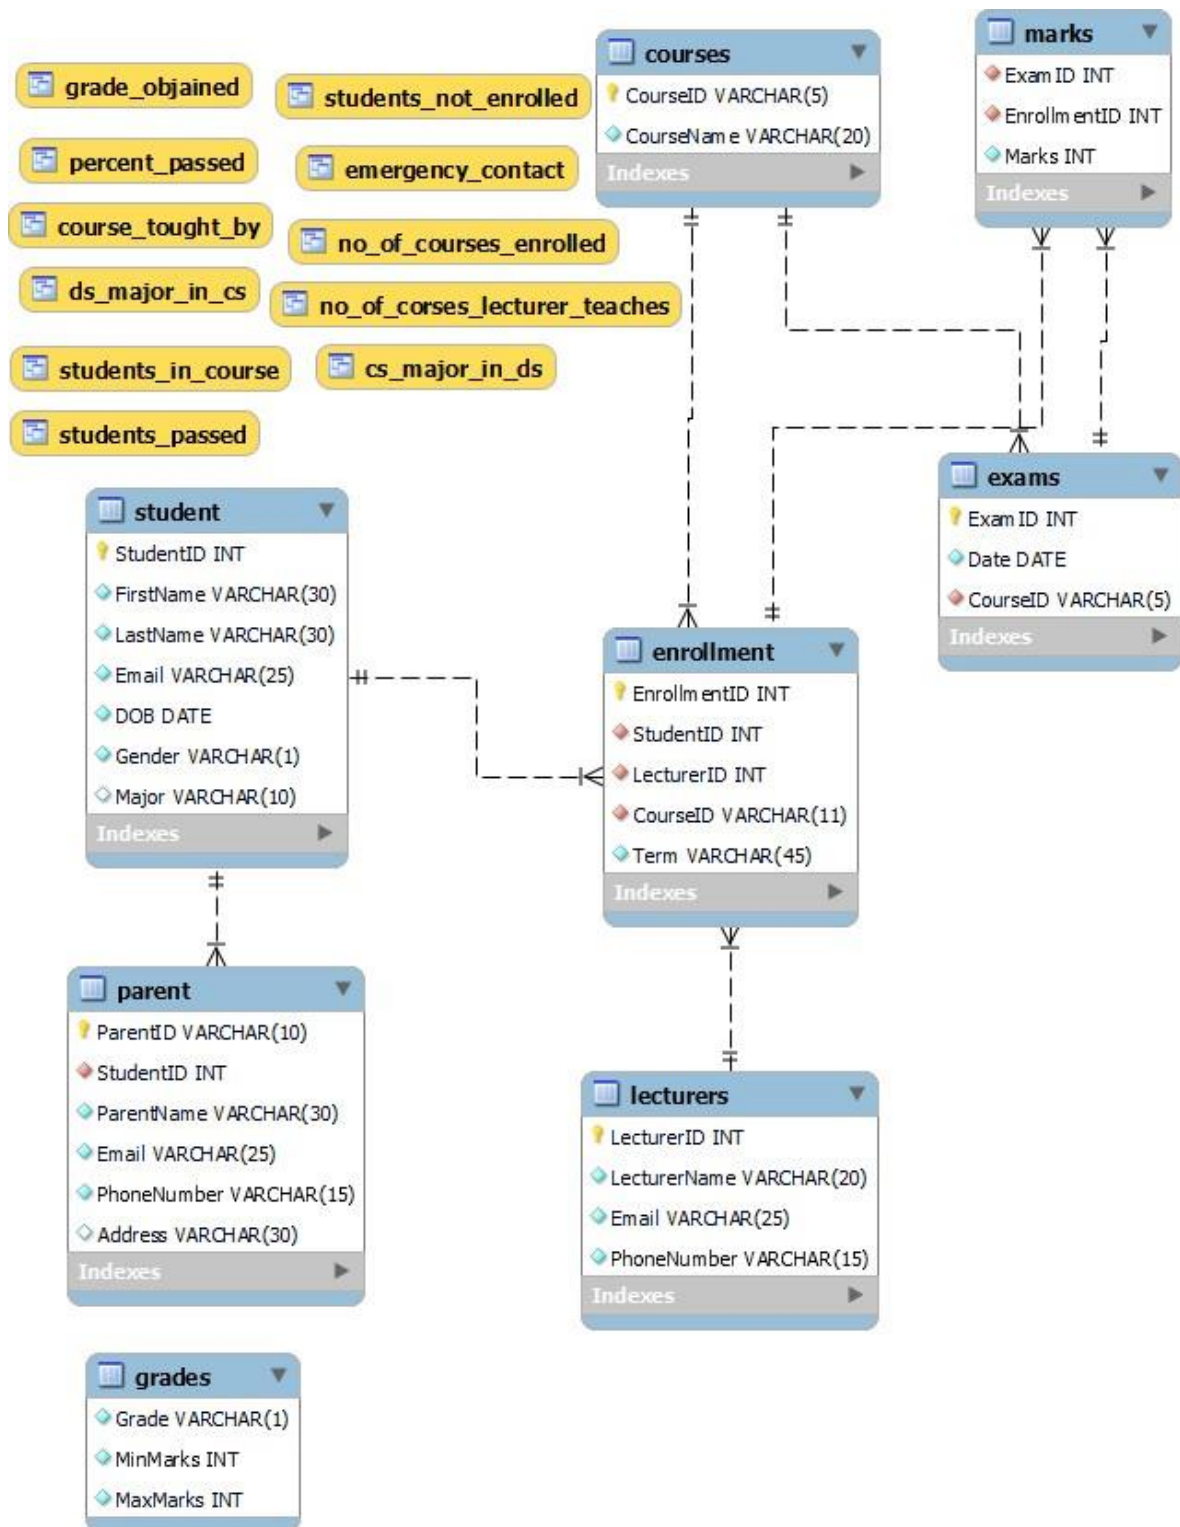 grade_objained
students_not_enrolled
percent_passed
emergency_contact
course_tought_by
no_of_courses_enrolled
ds_major_in_cs
no_of_corses_lecturer_teaches
students_in_course
cs_major_in_ds
students_passed
courses
CourseID VARCHAR(5)
CourseName VARCHAR(20)
Indexes
marks
ExamID INT
EnrollmentID INT
Marks INT
Indexes
exams
ExamID INT
Date DATE
CourseID VARCHAR(5)
Indexes
student
StudentID INT
FirstName VARCHAR(30)
LastName VARCHAR(30)
Email VARCHAR(25)
DOB DATE
Gender VARCHAR(1)
Major VARCHAR(10)
Indexes
enrollment
EnrollmentID INT
StudentID INT
LecturerID INT
CourseID VARCHAR(11)
Term VARCHAR(45)
Indexes
parent
ParentID VARCHAR(10)
StudentID INT
ParentName VARCHAR(30)
Email VARCHAR(25)
PhoneNumber VARCHAR(15)
Address VARCHAR(30)
Indexes
lecturers
LecturerID INT
LecturerName VARCHAR(20)
Email VARCHAR(25)
PhoneNumber VARCHAR(15)
Indexes
grades
Grade VARCHAR(1)
MinMarks INT
MaxMarks INT